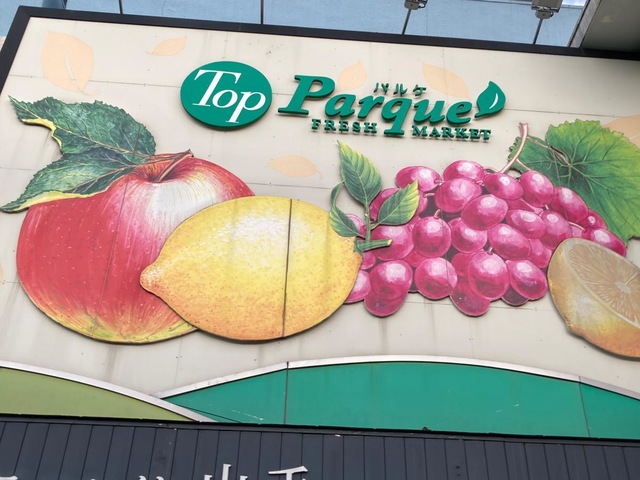 Top
パルケ
Parque
FRESH MARKET